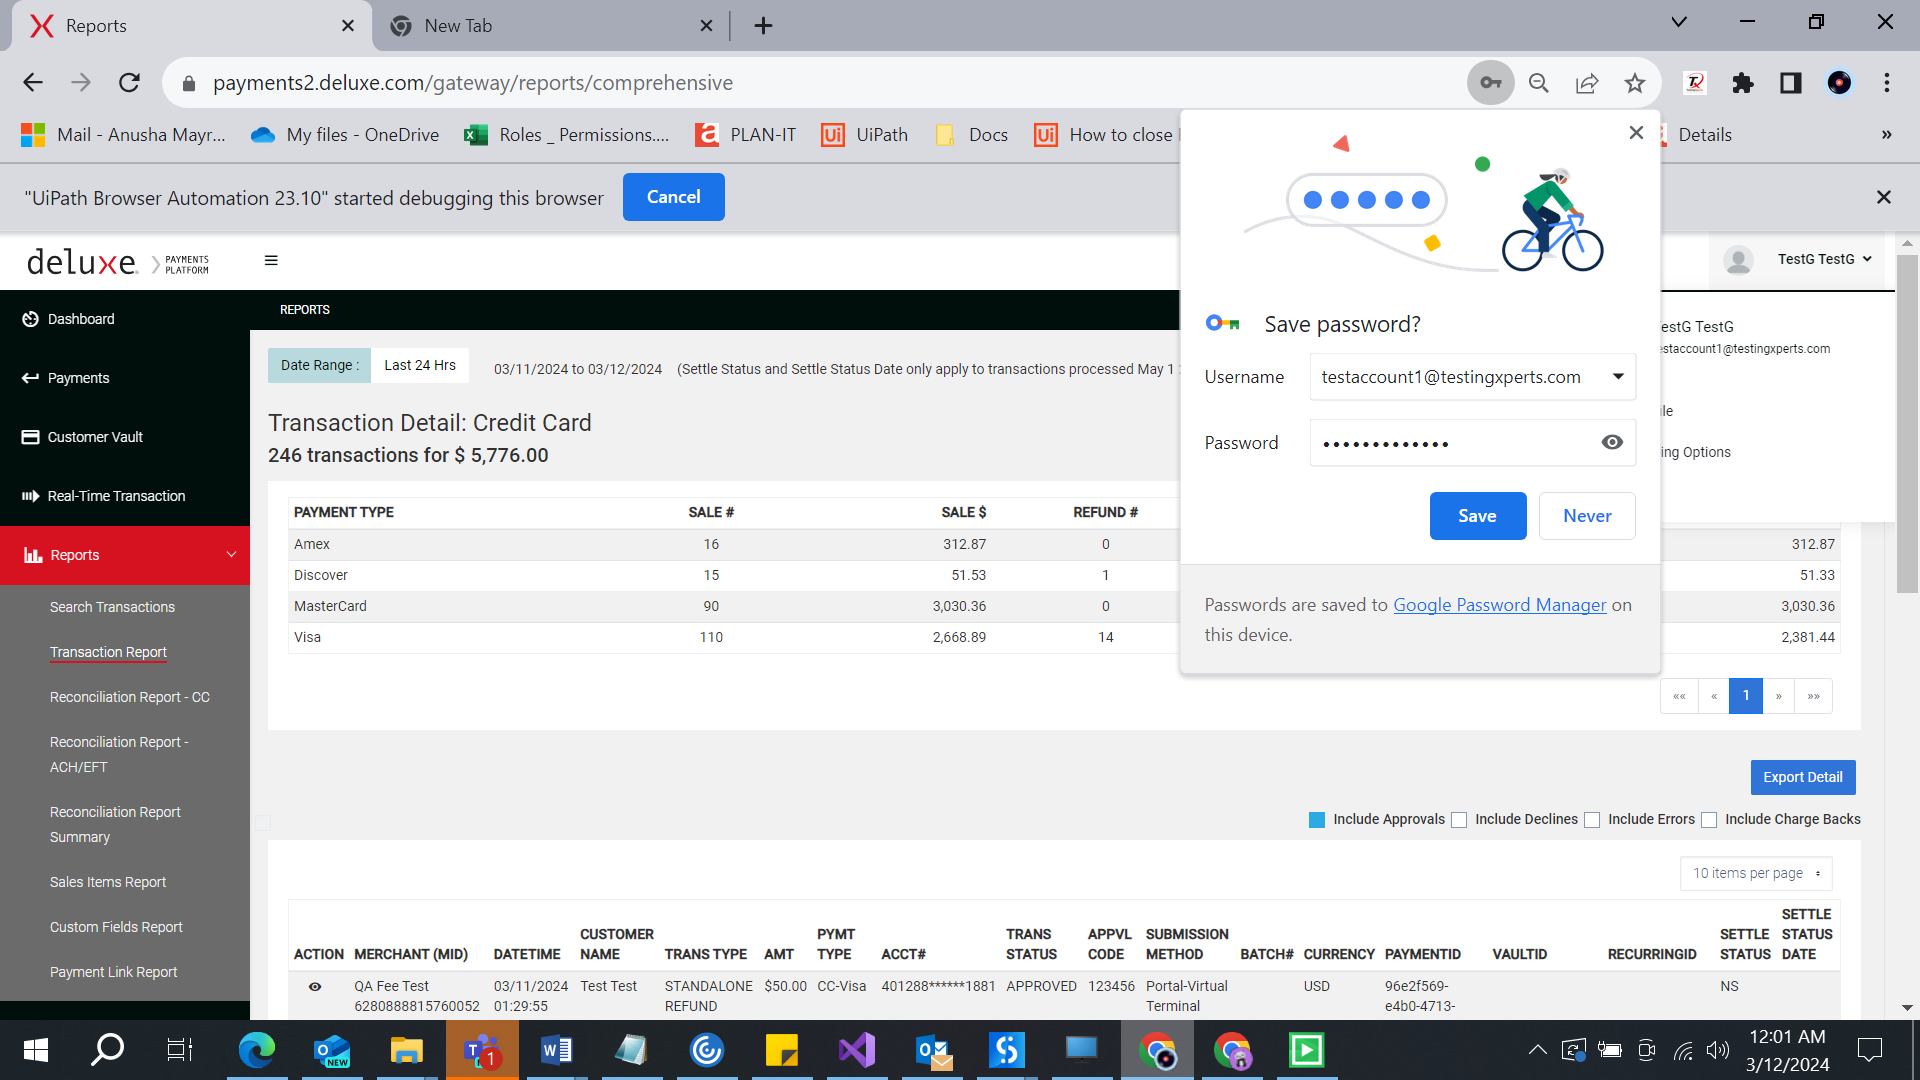 Reports
New Tab
payments2.deluxe.com/gateway/reports/comprehensive
Mail - Anusha Mayr...
My files - OneDrive
Roles _ Permissions....
PLAN-IT
UiPath
Docs
How to close
Details
»
"UiPath Browser Automation 23.10" started debugging this browser
Cancel
deluxe. PAYMENTS PLATFORM
TestG TestG
Dashboard
Payments
Customer Vault
Real-Time Transaction
Reports
Search Transactions
Transaction Report
Reconciliation Report - CC
Reconciliation Report -
ACH/EFT
Reconciliation Report
Summary
Sales Items Report
Custom Fields Report
Payment Link Report
REPORTS
Date Range :
Last 24 Hrs
03/11/2024 to 03/12/2024 (Settle Status and Settle Status Date only apply to transactions processed May 1
Transaction Detail: Credit Card
246 transactions for $ 5,776.00
PAYMENT TYPE SALE # SALE $ REFUND #
Amex 16 312.87 0 312.87
Discover 15 51.53 1 51.33
MasterCard 90 3,030.36 0 3,030.36
Visa 110 2,668.89 14 2,381.44
Save password?
Username testaccount1@testingxperts.com
Password •••••••••••••
Save
Never
Passwords are saved to Google Password Manager on
this device.
estG TestG
estaccount1@testingxperts.com
ile
ing Options
«« « 1 » »»
Export Detail
Include Approvals Include Declines Include Errors Include Charge Backs
10 items per page
ACTION MERCHANT (MID) DATETIME CUSTOMER NAME TRANS TYPE AMT PYMT TYPE ACCT# TRANS STATUS APPVL CODE SUBMISSION METHOD BATCH# CURRENCY PAYMENTID VAULTID RECURRINGID SETTLE STATUS SETTLE STATUS DATE
QA Fee Test 03/11/2024 Test Test STANDALONE $50.00 CC-Visa 401288******1881 APPROVED 123456 Portal-Virtual USD 96e2f569- NS
6280888815760052 01:29:55 REFUND Terminal e4b0-4713-
NEW
1
12:01 AM
3/12/2024